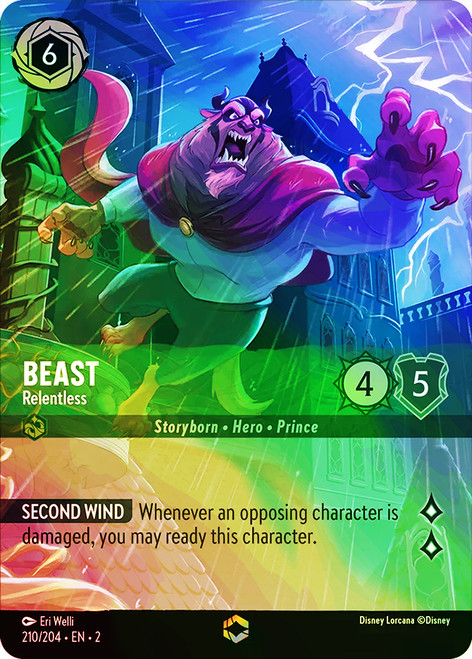 6
BEAST
Relentless
4 5
Storyborn • Hero • Prince
SECOND WIND Whenever an opposing character is
damaged, you may ready this character.
Eri Welli
Disney Lorcana ©Disney
210/204 • EN • 2